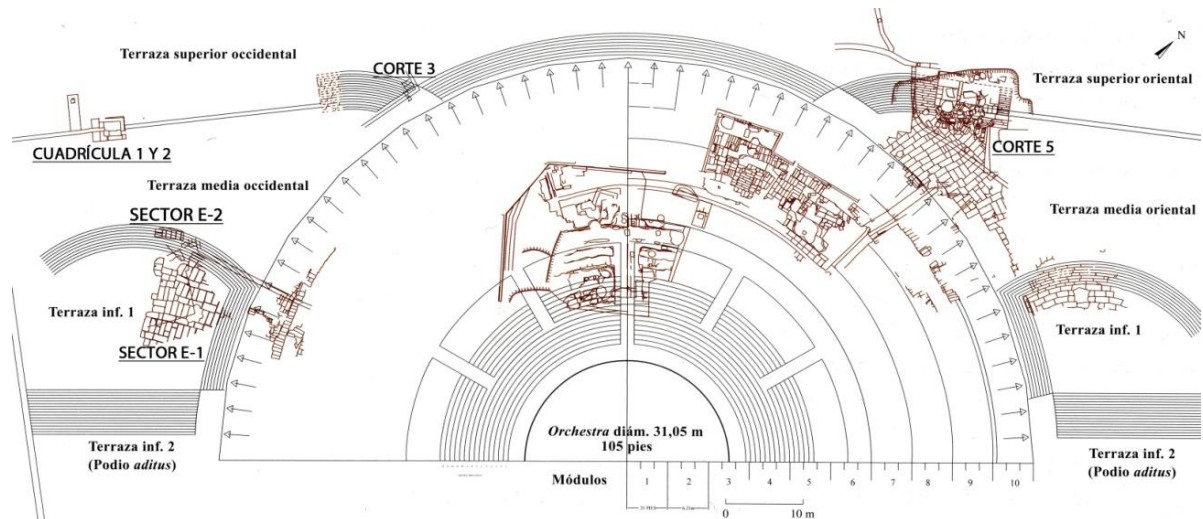 Terraza superior occidental
CORTE 3
N
Terraza superior oriental
CUADRÍCULA 1 Y 2
CORTE 5
Terraza media occidental
SECTOR E-2
Terraza media oriental
Terraza inf. 1
SECTOR E-1
Terraza inf. 1
Orchestra diám. 31,05 m
105 pies
Terraza inf. 2
(Podio aditus)
Terraza inf. 2
(Podio aditus)
Módulos
1 2 3 4 5 6 7 8 9 10
0 10 m